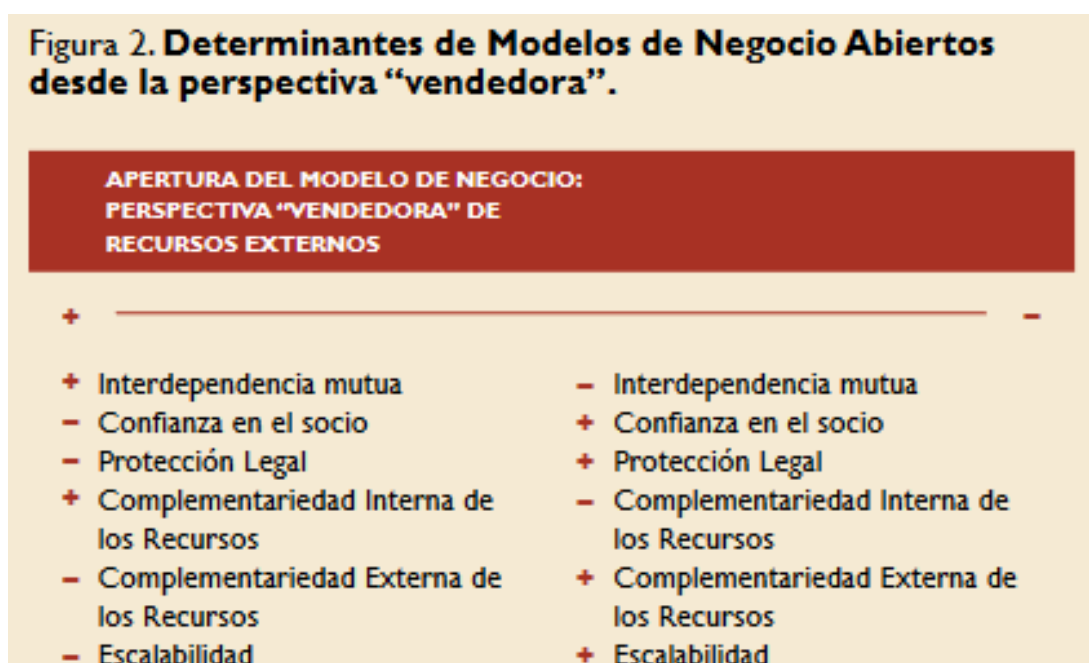 Figura 2. Determinantes de Modelos de Negocio Abiertos
desde la perspectiva “vendedora”.
APERTURA DEL MODELO DE NEGOCIO:
PERSPECTIVA “VENDEDORA” DE
RECURSOS EXTERNOS
+ –
+ Interdependencia mutua
– Confianza en el socio
– Protección Legal
+ Complementariedad Interna de
los Recursos
– Complementariedad Externa de
los Recursos
– Escalabilidad
– Interdependencia mutua
+ Confianza en el socio
+ Protección Legal
– Complementariedad Interna de
los Recursos
+ Complementariedad Externa de
los Recursos
+ Escalabilidad